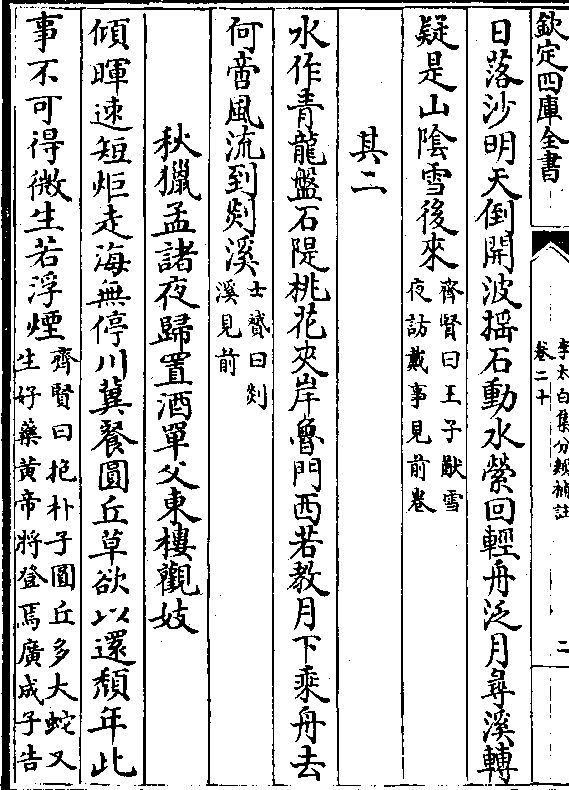 欽定四庫全書
李太白集分類補註
卷二十
二
日落沙明天倒開波揺石動水縈回輕舟泛月尋溪轉
疑是山隂雪後來
齊賢曰王子猷雪
夜訪戴事見前卷
其二
水作青龍盤石隄桃花夾岸魯門西若教月下乘舟去
何啻風流到剡溪
士贇曰剡
溪見前
秋獵孟諸夜歸置酒單父東樓觀妓
傾暉速短炬走海無停川冀餐圓丘草欲以還頽年此
事不可得微生若浮煙
齊賢曰抱朴子圓丘多大蛇又
生好藥黄帝將登焉廣成子告